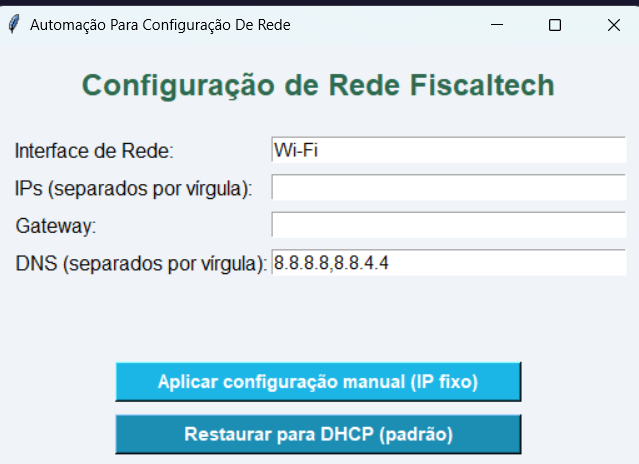 Automação Para Configuração De Rede
Configuração de Rede Fiscaltech
Interface de Rede: Wi-Fi
IPs (separados por vírgula):
Gateway:
DNS (separados por vírgula): 8.8.8.8,8.8.4.4
Aplicar configuração manual (IP fixo)
Restaurar para DHCP (padrão)